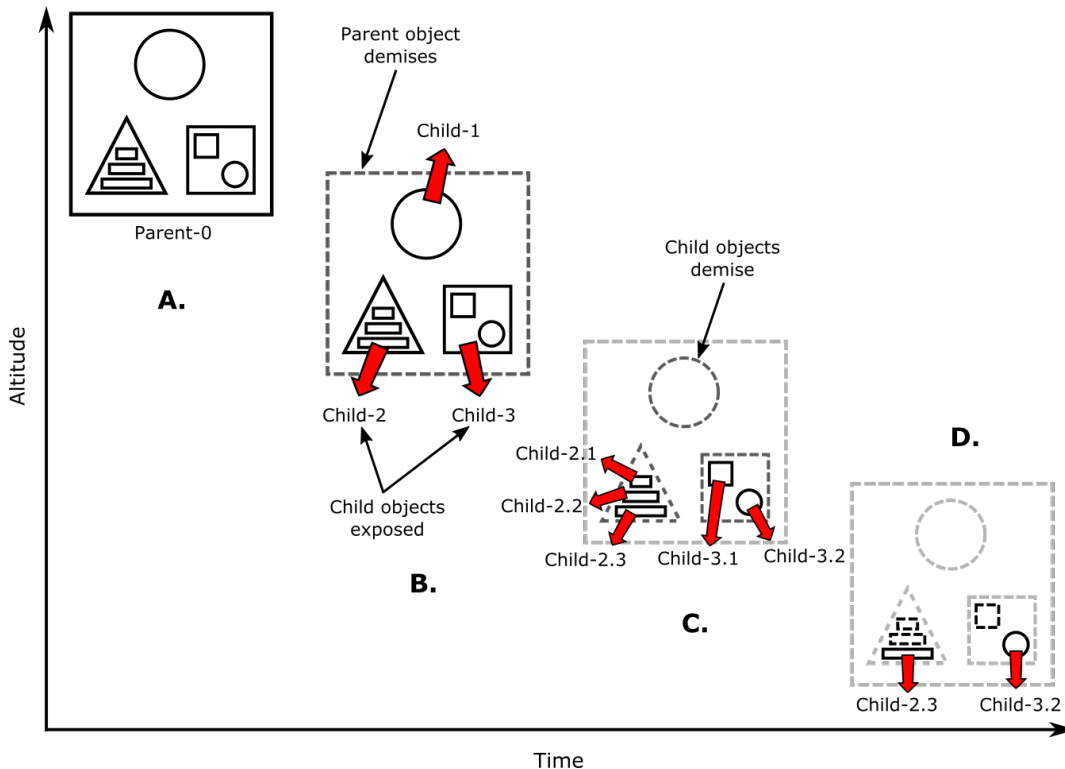 Parent-0
A.
Parent object
demises
Child-1
Child-2
Child-3
Child objects
exposed
B.
Child objects
demise
Child-2.1
Child-2.2
Child-2.3
Child-3.1
Child-3.2
C.
D.
Child-2.3
Child-3.2
Altitude
Time